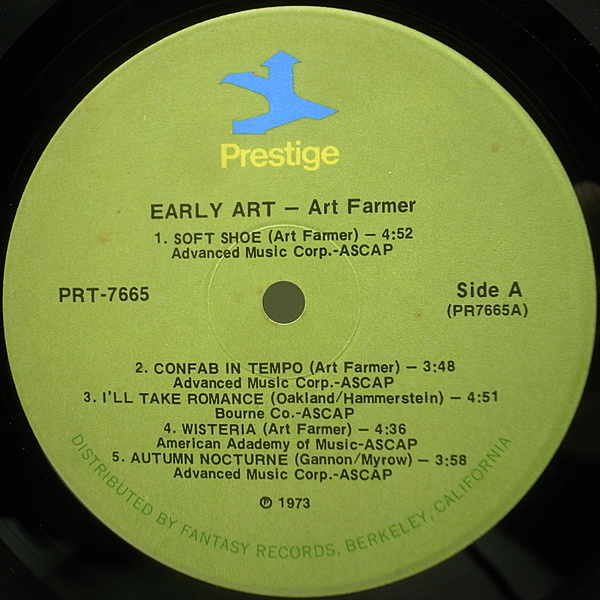 Prestige
EARLY ART – Art Farmer
1. SOFT SHOE (Art Farmer) – 4:52
Advanced Music Corp.-ASCAP
PRT-7665
Side A
(PR7665A)
2. CONFAB IN TEMPO (Art Farmer) – 3:48
Advanced Music Corp.-ASCAP
3. I'LL TAKE ROMANCE (Oakland/Hammerstein) – 4:51
Bourne Co.-ASCAP
4. WISTERIA (Art Farmer) – 4:36
American Adademy of Music-ASCAP
5. AUTUMN NOCTURNE (Gannon/Myrow) – 3:58
Advanced Music Corp.-ASCAP
℗ 1973
DISTRIBUTED BY FANTASY RECORDS, BERKELEY, CALIFORNIA